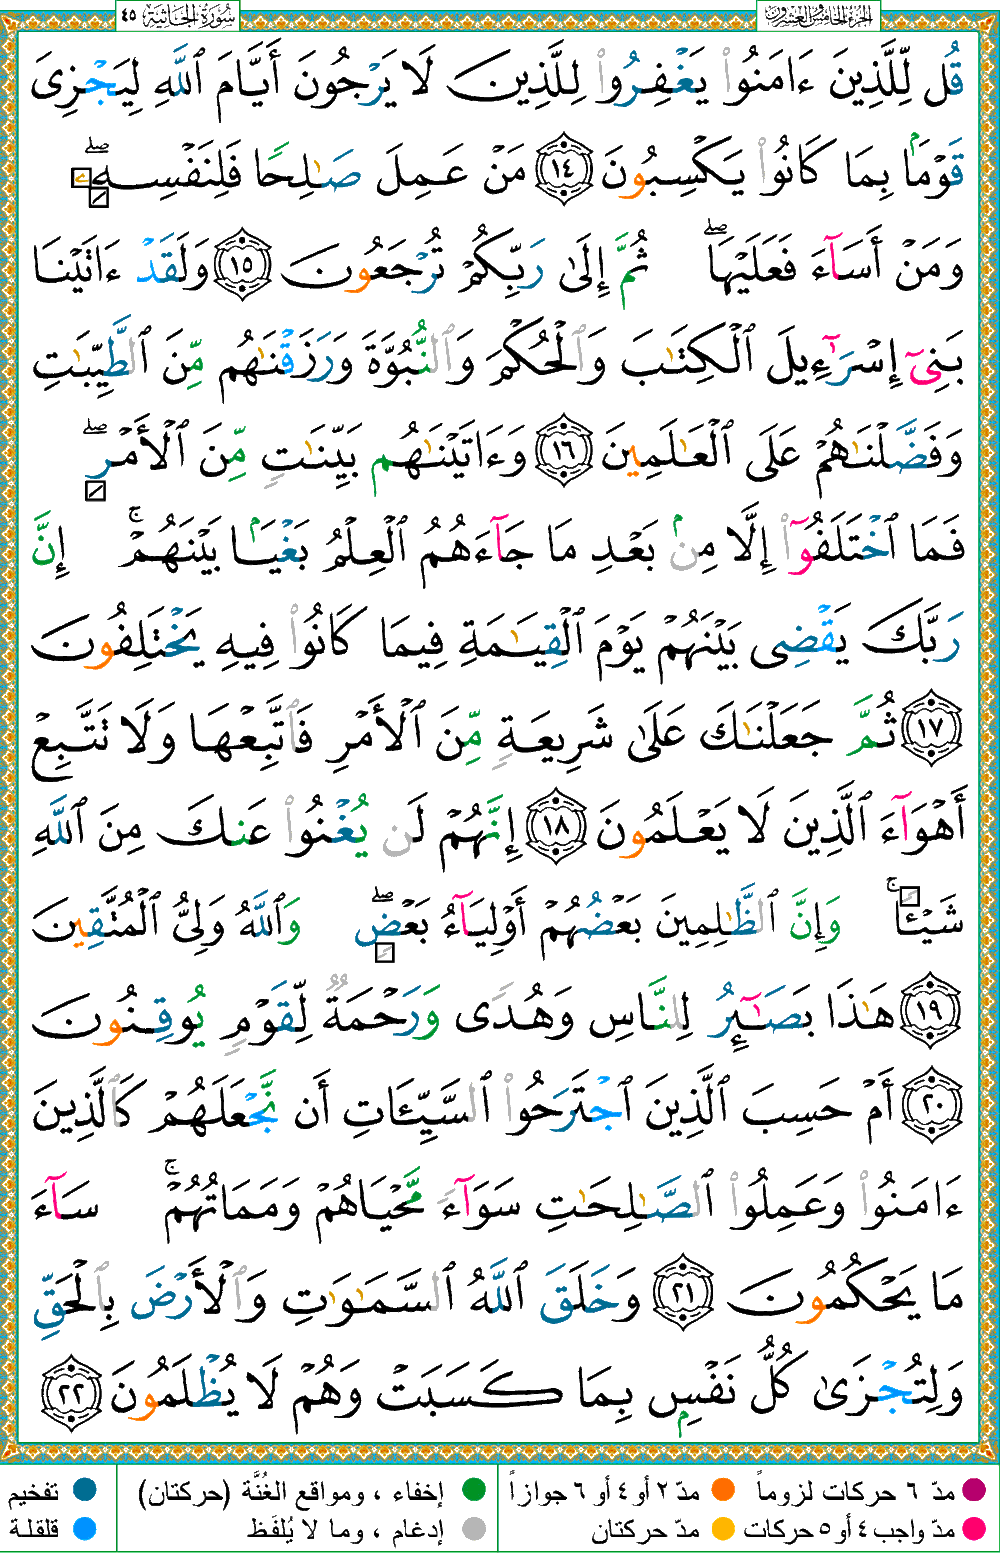 الجزء الخامس والعشرون
سُورَةُ الجَاثِيَة ٤٥
قُل لِّلَّذِينَ ءَامَنُوا۟ يَغْفِرُوا۟ لِلَّذِينَ لَا يَرْجُونَ أَيَّامَ ٱللَّهِ لِيَجْزِىَ
قَوْمًۢا بِمَا كَانُوا۟ يَكْسِبُونَ ١٤ مَنْ عَمِلَ صَـٰلِحًا فَلِنَفْسِهِۦ ۖ
وَمَنْ أَسَآءَ فَعَلَيْهَا ۖ ثُمَّ إِلَىٰ رَبِّكُمْ تُرْجَعُونَ ١٥ وَلَقَدْ ءَاتَيْنَا
بَنِىٓ إِسْرَٰٓءِيلَ ٱلْكِتَـٰبَ وَٱلْحُكْمَ وَٱلنُّبُوَّةَ وَرَزَقْنَـٰهُم مِّنَ ٱلطَّيِّبَـٰتِ
وَفَضَّلْنَـٰهُمْ عَلَى ٱلْعَـٰلَمِينَ ١٦ وَءَاتَيْنَـٰهُم بَيِّنَـٰتٍ مِّنَ ٱلْأَمْرِ ۖ
فَمَا ٱخْتَلَفُوٓا۟ إِلَّا مِنۢ بَعْدِ مَا جَآءَهُمُ ٱلْعِلْمُ بَغْيًۢا بَيْنَهُمْ ۚ إِنَّ
رَبَّكَ يَقْضِى بَيْنَهُمْ يَوْمَ ٱلْقِيَـٰمَةِ فِيمَا كَانُوا۟ فِيهِ يَخْتَلِفُونَ
١٧ ثُمَّ جَعَلْنَـٰكَ عَلَىٰ شَرِيعَةٍ مِّنَ ٱلْأَمْرِ فَٱتَّبِعْهَا وَلَا تَتَّبِعْ
أَهْوَآءَ ٱلَّذِينَ لَا يَعْلَمُونَ ١٨ إِنَّهُمْ لَن يُغْنُوا۟ عَنكَ مِنَ ٱللَّهِ
شَيْـًٔا ۚ وَإِنَّ ٱلظَّـٰلِمِينَ بَعْضُهُمْ أَوْلِيَآءُ بَعْضٍ ۖ وَٱللَّهُ وَلِىُّ ٱلْمُتَّقِينَ
١٩ هَـٰذَا بَصَـٰٓئِرُ لِلنَّاسِ وَهُدًى وَرَحْمَةٌ لِّقَوْمٍ يُوقِنُونَ
٢٠ أَمْ حَسِبَ ٱلَّذِينَ ٱجْتَرَحُوا۟ ٱلسَّيِّـَٔاتِ أَن نَّجْعَلَهُمْ كَٱلَّذِينَ
ءَامَنُوا۟ وَعَمِلُوا۟ ٱلصَّـٰلِحَـٰتِ سَوَآءً مَّحْيَاهُمْ وَمَمَاتُهُمْ ۚ سَآءَ
مَا يَحْكُمُونَ ٢١ وَخَلَقَ ٱللَّهُ ٱلسَّمَـٰوَٰتِ وَٱلْأَرْضَ بِٱلْحَقِّ
وَلِتُجْزَىٰ كُلُّ نَفْسٍۭ بِمَا كَسَبَتْ وَهُمْ لَا يُظْلَمُونَ ٢٢
مدّ ٦ حركات لزوماً
مدّ ٢ أو ٤ أو ٦ جوازاً
إخفاء ، ومواقع الغُنَّة (حركتان)
تفخيم
مدّ واجب ٤ أو ٥ حركات
مدّ حركتان
إدغام ، وما لا يُلفَظ
قلقلة